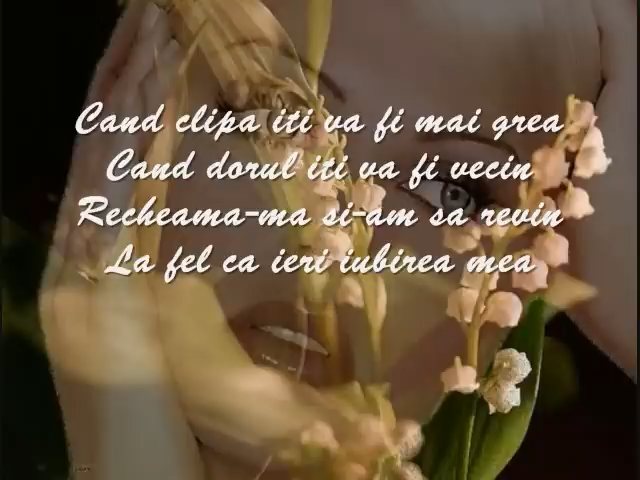 Cand clipa iti va fi mai grea
Cand dorul iti va fi vecin
Recheama-ma si-am sa revin
La fel ca ieri iubirea mea